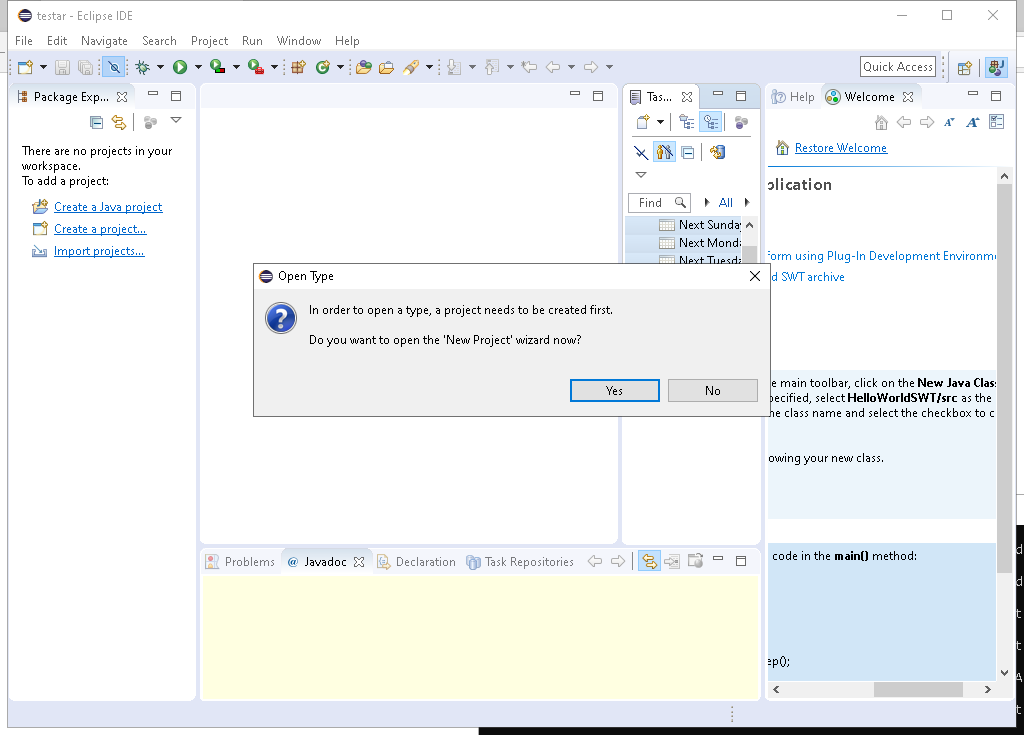 testar - Eclipse IDE
File Edit Navigate Search Project Run Window Help
Quick Access
Package Exp...
There are no projects in your
workspace.
To add a project:
Create a Java project
Create a project...
Import projects...
Tas...
Find
All
Next Sunday
Next Monda
Next Tuesda
Help
Welcome
Restore Welcome
plication
form using Plug-In Development Environme
d SWT archive
e main toolbar, click on the New Java Clas
pecified, select HelloWorldSWT/src as the
he class name and select the checkbox to c
owing your new class.
code in the main() method:
ep();
Open Type
In order to open a type, a project needs to be created first.
Do you want to open the 'New Project' wizard now?
Yes
No
Problems
@ Javadoc
Declaration
Task Repositories